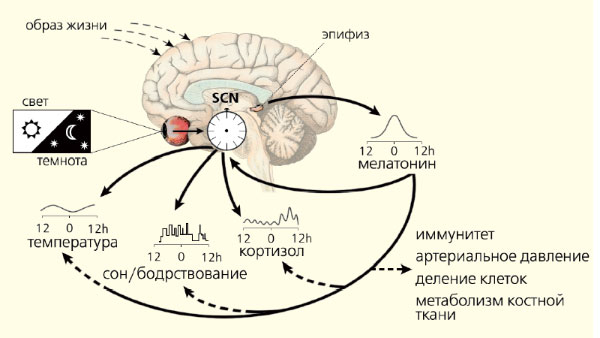 образ жизни
эпифиз
SCN
свет
темнота
12 0 12h
мелатонин
12 0 12h
температура
12 0 12h
сон/бодрствование
12 0 12h
кортизол
иммунитет
артериальное давление
деление клеток
метаболизм костной
ткани